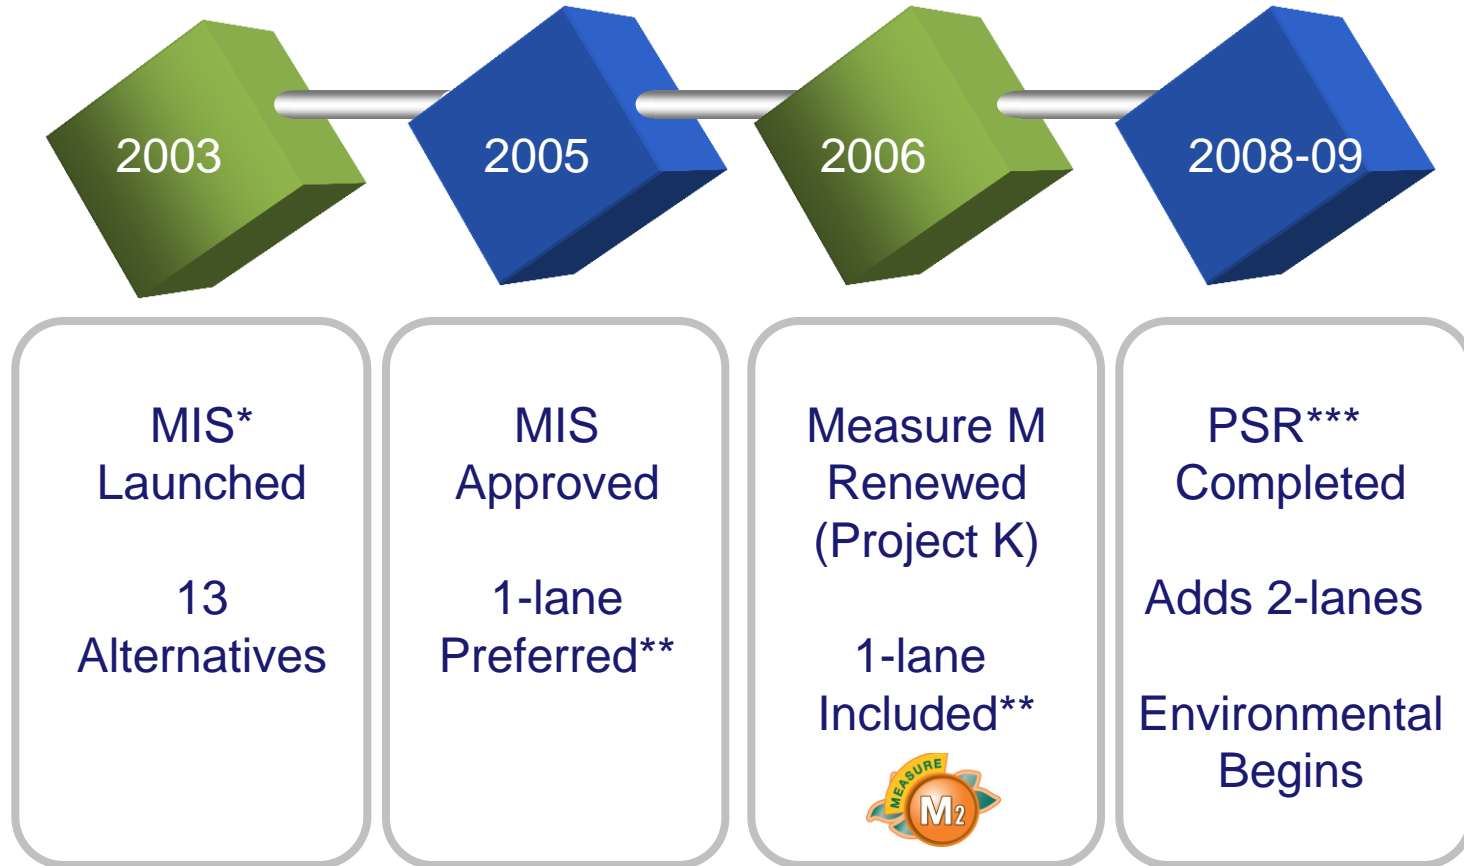 2003
2005
2006
2008-09
MIS*
Launched
13
Alternatives
MIS
Approved
1-lane
Preferred**
Measure M
Renewed
(Project K)
1-lane
Included**
MEASURE
M2
PSR***
Completed
Adds 2-lanes
Environmental
Begins